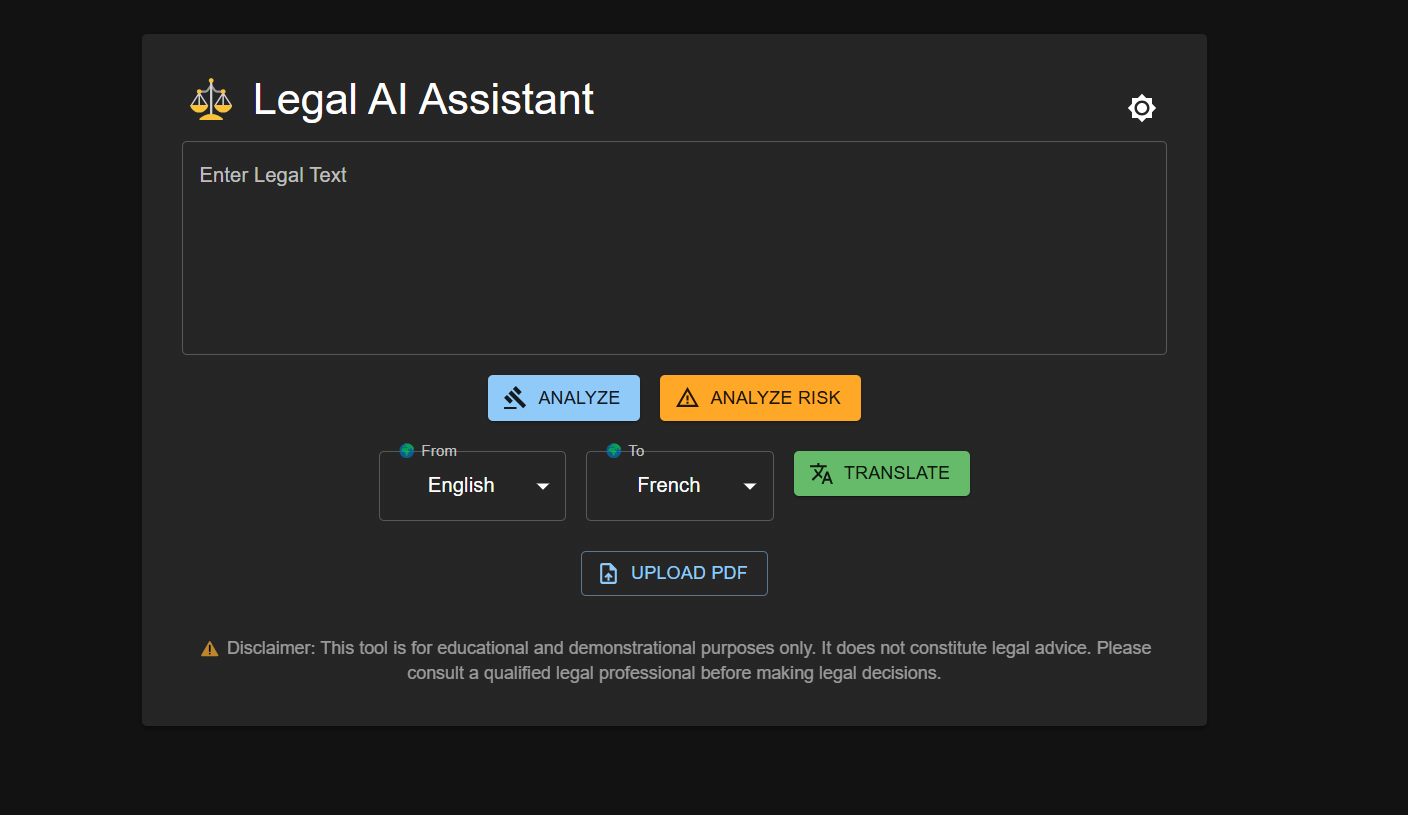 Legal AI Assistant
Enter Legal Text
ANALYZE
ANALYZE RISK
From
To
English
French
TRANSLATE
UPLOAD PDF
Disclaimer: This tool is for educational and demonstrational purposes only. It does not constitute legal advice. Please
consult a qualified legal professional before making legal decisions.